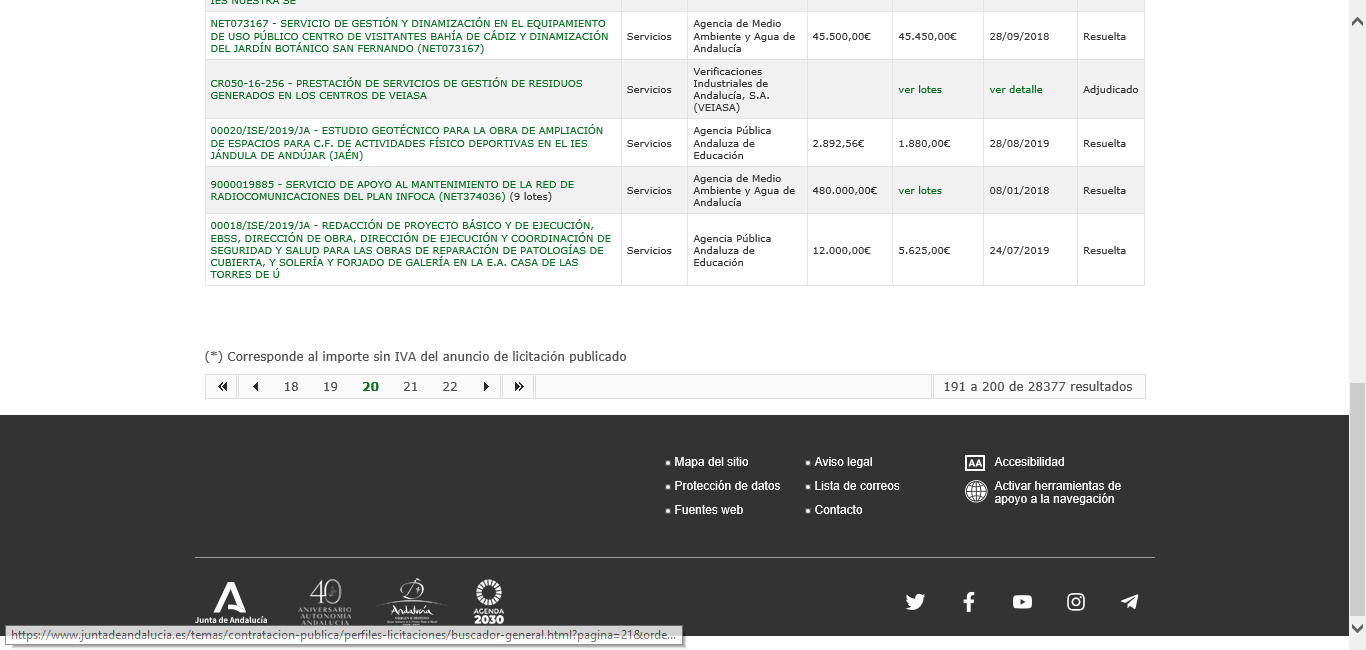 IES NUESTRA SE
NET073167 - SERVICIO DE GESTIÓN Y DINAMIZACIÓN EN EL EQUIPAMIENTO
DE USO PÚBLICO CENTRO DE VISITANTES BAHÍA DE CÁDIZ Y DINAMIZACIÓN
DEL JARDÍN BOTÁNICO SAN FERNANDO (NET073167)
Servicios
Agencia de Medio
Ambiente y Agua de
Andalucía
45.500,00€
45.450,00€
28/09/2018
Resuelta
CR050-16-256 - PRESTACIÓN DE SERVICIOS DE GESTIÓN DE RESIDUOS
GENERADOS EN LOS CENTROS DE VEIASA
Servicios
Verificaciones
Industriales de
Andalucía, S.A.
(VEIASA)
ver lotes
ver detalle
Adjudicado
00020/ISE/2019/JA - ESTUDIO GEOTÉCNICO PARA LA OBRA DE AMPLIACIÓN
DE ESPACIOS PARA C.F. DE ACTIVIDADES FÍSICO DEPORTIVAS EN EL IES
JÁNDULA DE ANDÚJAR (JAÉN)
Servicios
Agencia Pública
Andaluza de
Educación
2.892,56€
1.880,00€
28/08/2019
Resuelta
9000019885 - SERVICIO DE APOYO AL MANTENIMIENTO DE LA RED DE
RADIOCOMUNICACIONES DEL PLAN INFOCA (NET374036) (9 lotes)
Servicios
Agencia de Medio
Ambiente y Agua de
Andalucía
480.000,00€
ver lotes
08/01/2018
Resuelta
00018/ISE/2019/JA - REDACCIÓN DE PROYECTO BÁSICO Y DE EJECUCIÓN,
EBSS, DIRECCIÓN DE OBRA, DIRECCIÓN DE EJECUCIÓN Y COORDINACIÓN DE
SEGURIDAD Y SALUD PARA LAS OBRAS DE REPARACIÓN DE PATOLOGÍAS DE
CUBIERTA, Y SOLERÍA Y FORJADO DE GALERÍA EN LA E.A. CASA DE LAS
TORRES DE Ú
Servicios
Agencia Pública
Andaluza de
Educación
12.000,00€
5.625,00€
24/07/2019
Resuelta
(*) Corresponde al importe sin IVA del anuncio de licitación publicado
18 19 20 21 22
191 a 200 de 28377 resultados
Mapa del sitio
Protección de datos
Fuentes web
Aviso legal
Lista de correos
Contacto
AA Accesibilidad
Activar herramientas de
apoyo a la navegación
Junta de Andalucía
40
ANIVERSARIO
AUTONOMÍA
ANDALUCÍA
Andalucía
AGENDA
2030
https://www.juntadeandalucia.es/temas/contratacion-publica/perfiles-licitaciones/buscador-general.html?pagina=21&orde...